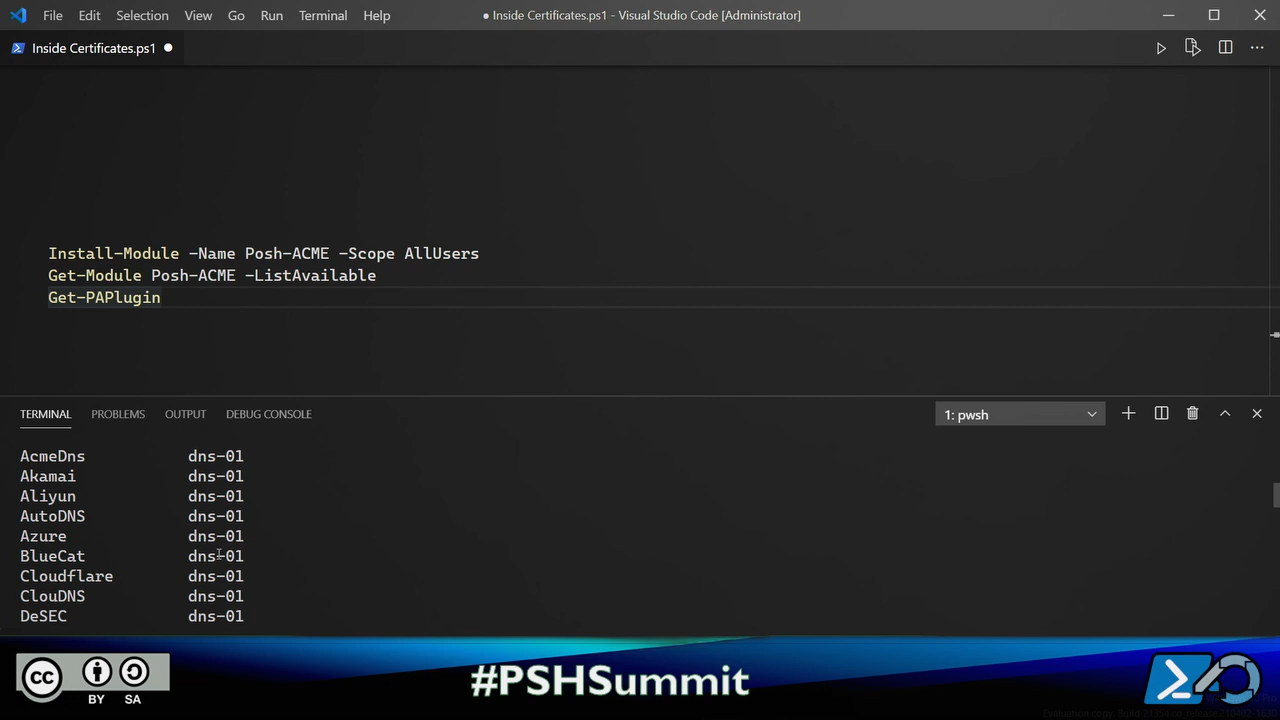 File Edit Selection View Go Run Terminal Help
● Inside Certificates.ps1 - Visual Studio Code [Administrator]
Inside Certificates.ps1
Install-Module -Name Posh-ACME -Scope AllUsers
Get-Module Posh-ACME -ListAvailable
Get-PAPlugin
TERMINAL PROBLEMS OUTPUT DEBUG CONSOLE
1: pwsh
AcmeDns dns-01
Akamai dns-01
Aliyun dns-01
AutoDNS dns-01
Azure dns-01
BlueCat dns-01
Cloudflare dns-01
ClouDNS dns-01
DeSEC dns-01
cc
BY SA
#PSHSummit